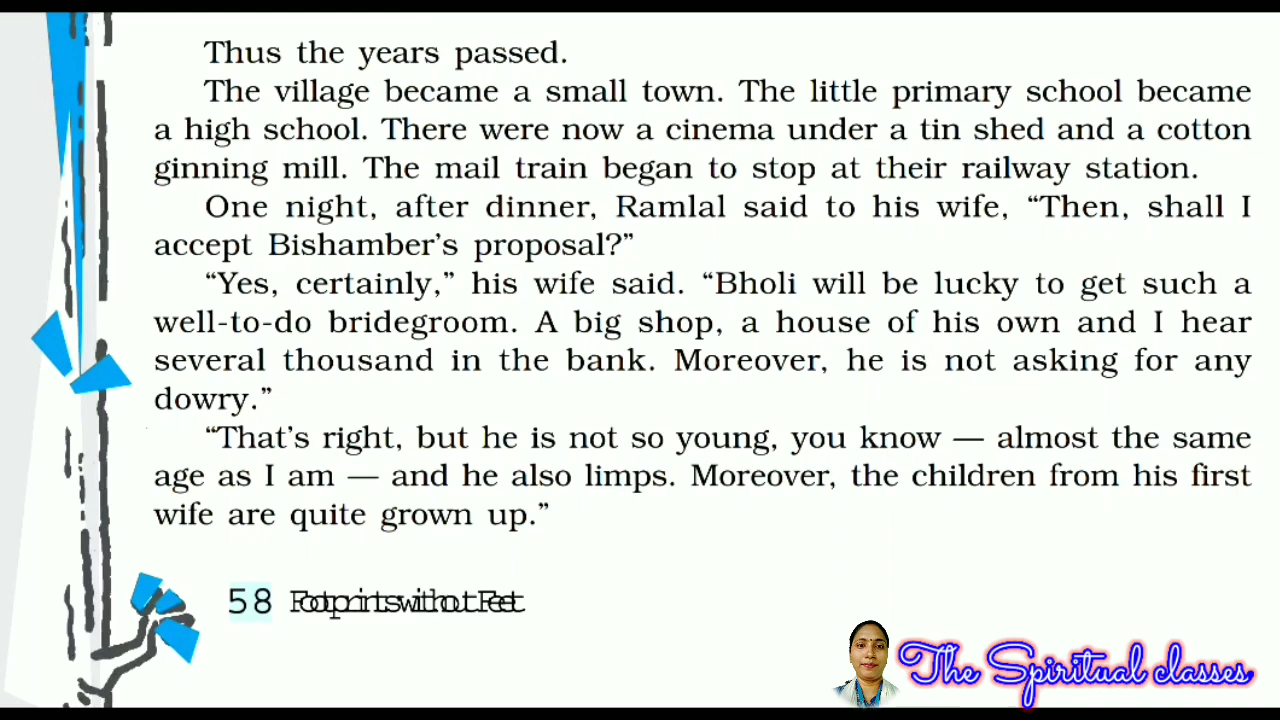 Thus the years passed.
The village became a small town. The little primary school became
a high school. There were now a cinema under a tin shed and a cotton
ginning mill. The mail train began to stop at their railway station.
One night, after dinner, Ramlal said to his wife, “Then, shall I
accept Bishamber’s proposal?”
“Yes, certainly,” his wife said. “Bholi will be lucky to get such a
well-to-do bridegroom. A big shop, a house of his own and I hear
several thousand in the bank. Moreover, he is not asking for any
dowry.”
“That’s right, but he is not so young, you know — almost the same
age as I am — and he also limps. Moreover, the children from his first
wife are quite grown up.”
58 Footprints without Feet
The Spiritual classes